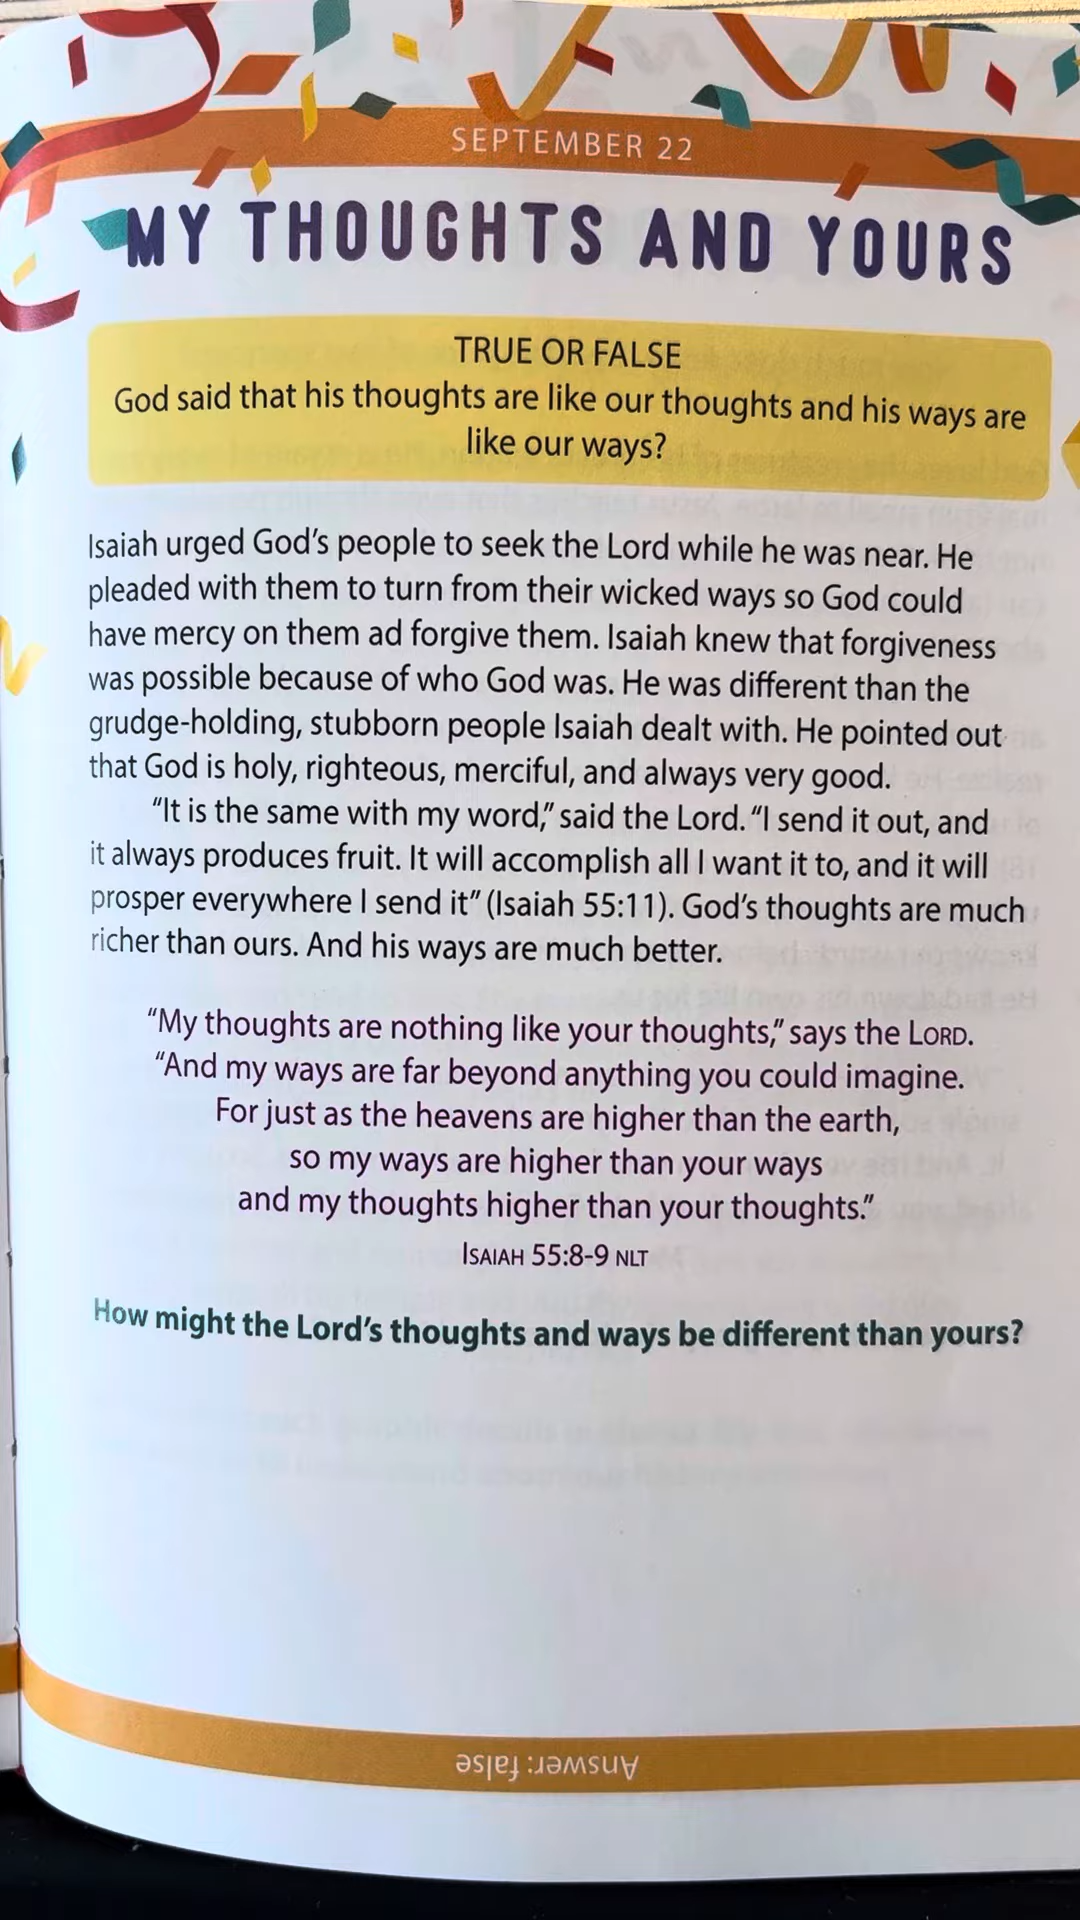 SEPTEMBER 22
MY THOUGHTS AND YOURS
TRUE OR FALSE
God said that his thoughts are like our thoughts and his ways are
like our ways?
Isaiah urged God's people to seek the Lord while he was near. He
pleaded with them to turn from their wicked ways so God could
have mercy on them ad forgive them. Isaiah knew that forgiveness
was possible because of who God was. He was different than the
grudge-holding, stubborn people Isaiah dealt with. He pointed out
that God is holy, righteous, merciful, and always very good.
“It is the same with my word,” said the Lord. “I send it out, and
it always produces fruit. It will accomplish all I want it to, and it will
prosper everywhere I send it” (Isaiah 55:11). God's thoughts are much
richer than ours. And his ways are much better.
“My thoughts are nothing like your thoughts,” says the LORD.
“And my ways are far beyond anything you could imagine.
For just as the heavens are higher than the earth,
so my ways are higher than your ways
and my thoughts higher than your thoughts.”
ISAIAH 55:8-9 NLT
How might the Lord's thoughts and ways be different than yours?
Answer: false